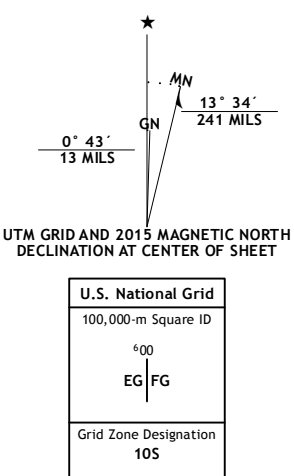 ★
MN
GN
13° 34´
241 MILS
0° 43´
13 MILS
UTM GRID AND 2015 MAGNETIC NORTH
DECLINATION AT CENTER OF SHEET
U.S. National Grid
100,000-m Square ID
⁶00
EG FG
Grid Zone Designation
10S